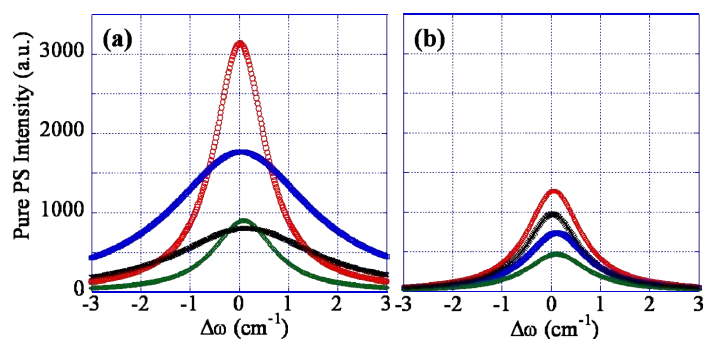 (a)
(b)
Pure PS Intensity (a.u.)
3000
2000
1000
0
-3 -2 -1 0 1 2 3
-3 -2 -1 0 1 2 3
Δω (cm⁻¹)
Δω (cm⁻¹)